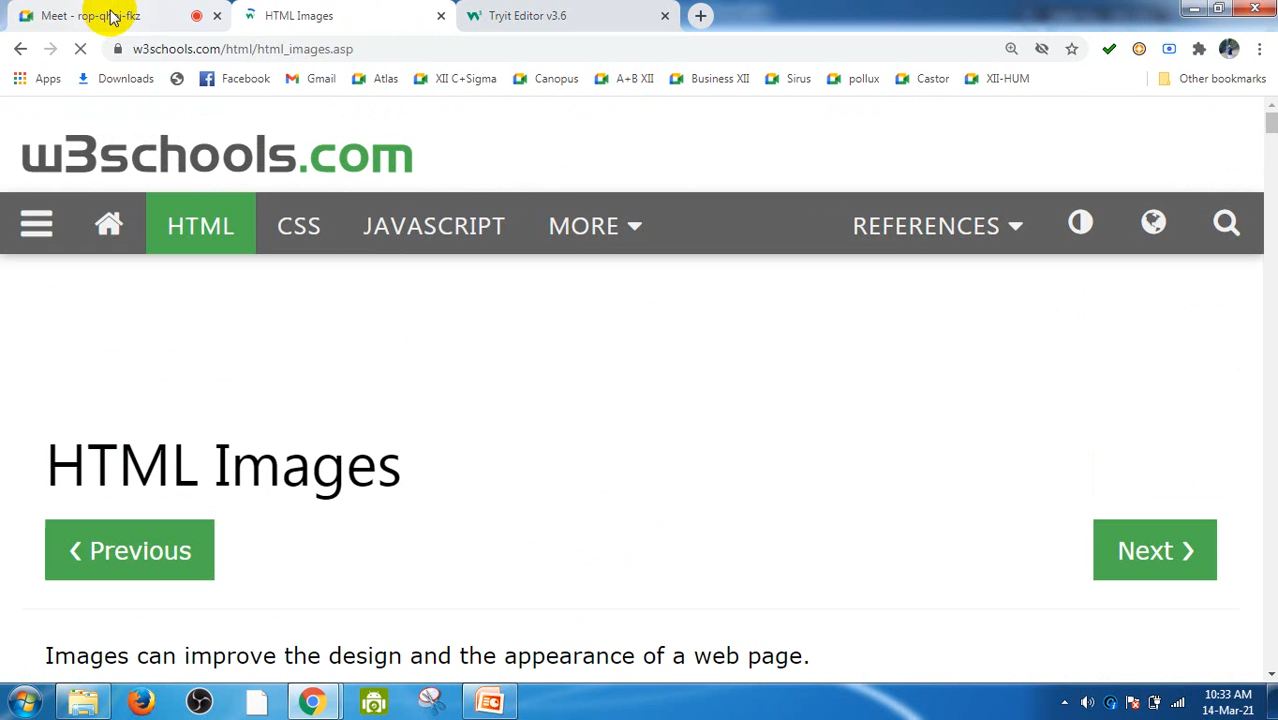 Meet - rop-qh
-fkz
HTML Images
Tryit Editor v3.6
w3schools.com/html/html_images.asp
Apps
Downloads
Facebook
Gmail
Atlas
XII C+Sigma
Canopus
A+B XII
Business XII
Sirus
pollux
Castor
XII-HUM
Other bookmarks
w3schools.com
HTML
CSS
JAVASCRIPT
MORE
REFERENCES
HTML Images
❮ Previous
Next ❯
Images can improve the design and the appearance of a web page.
10:33 AM
14-Mar-21